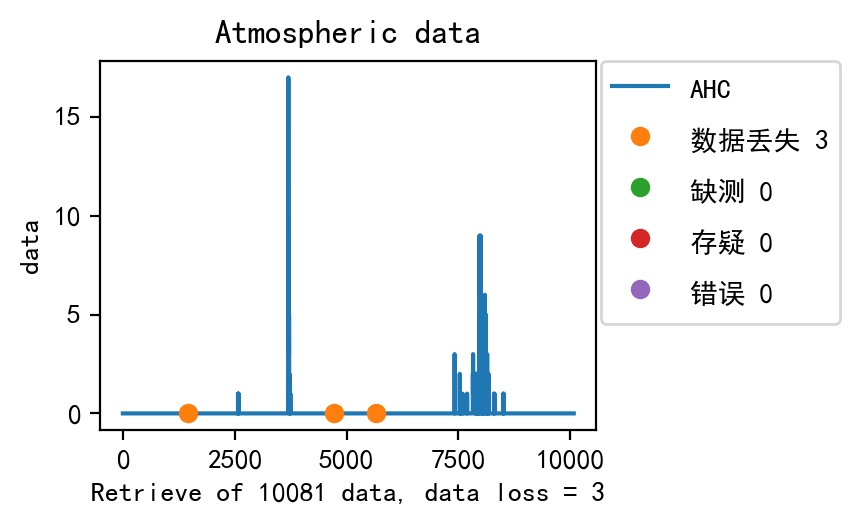 Atmospheric data
AHC
数据丢失 3
缺测 0
存疑 0
错误 0
data
15
10
5
0
0 2500 5000 7500 10000
Retrieve of 10081 data, data loss = 3